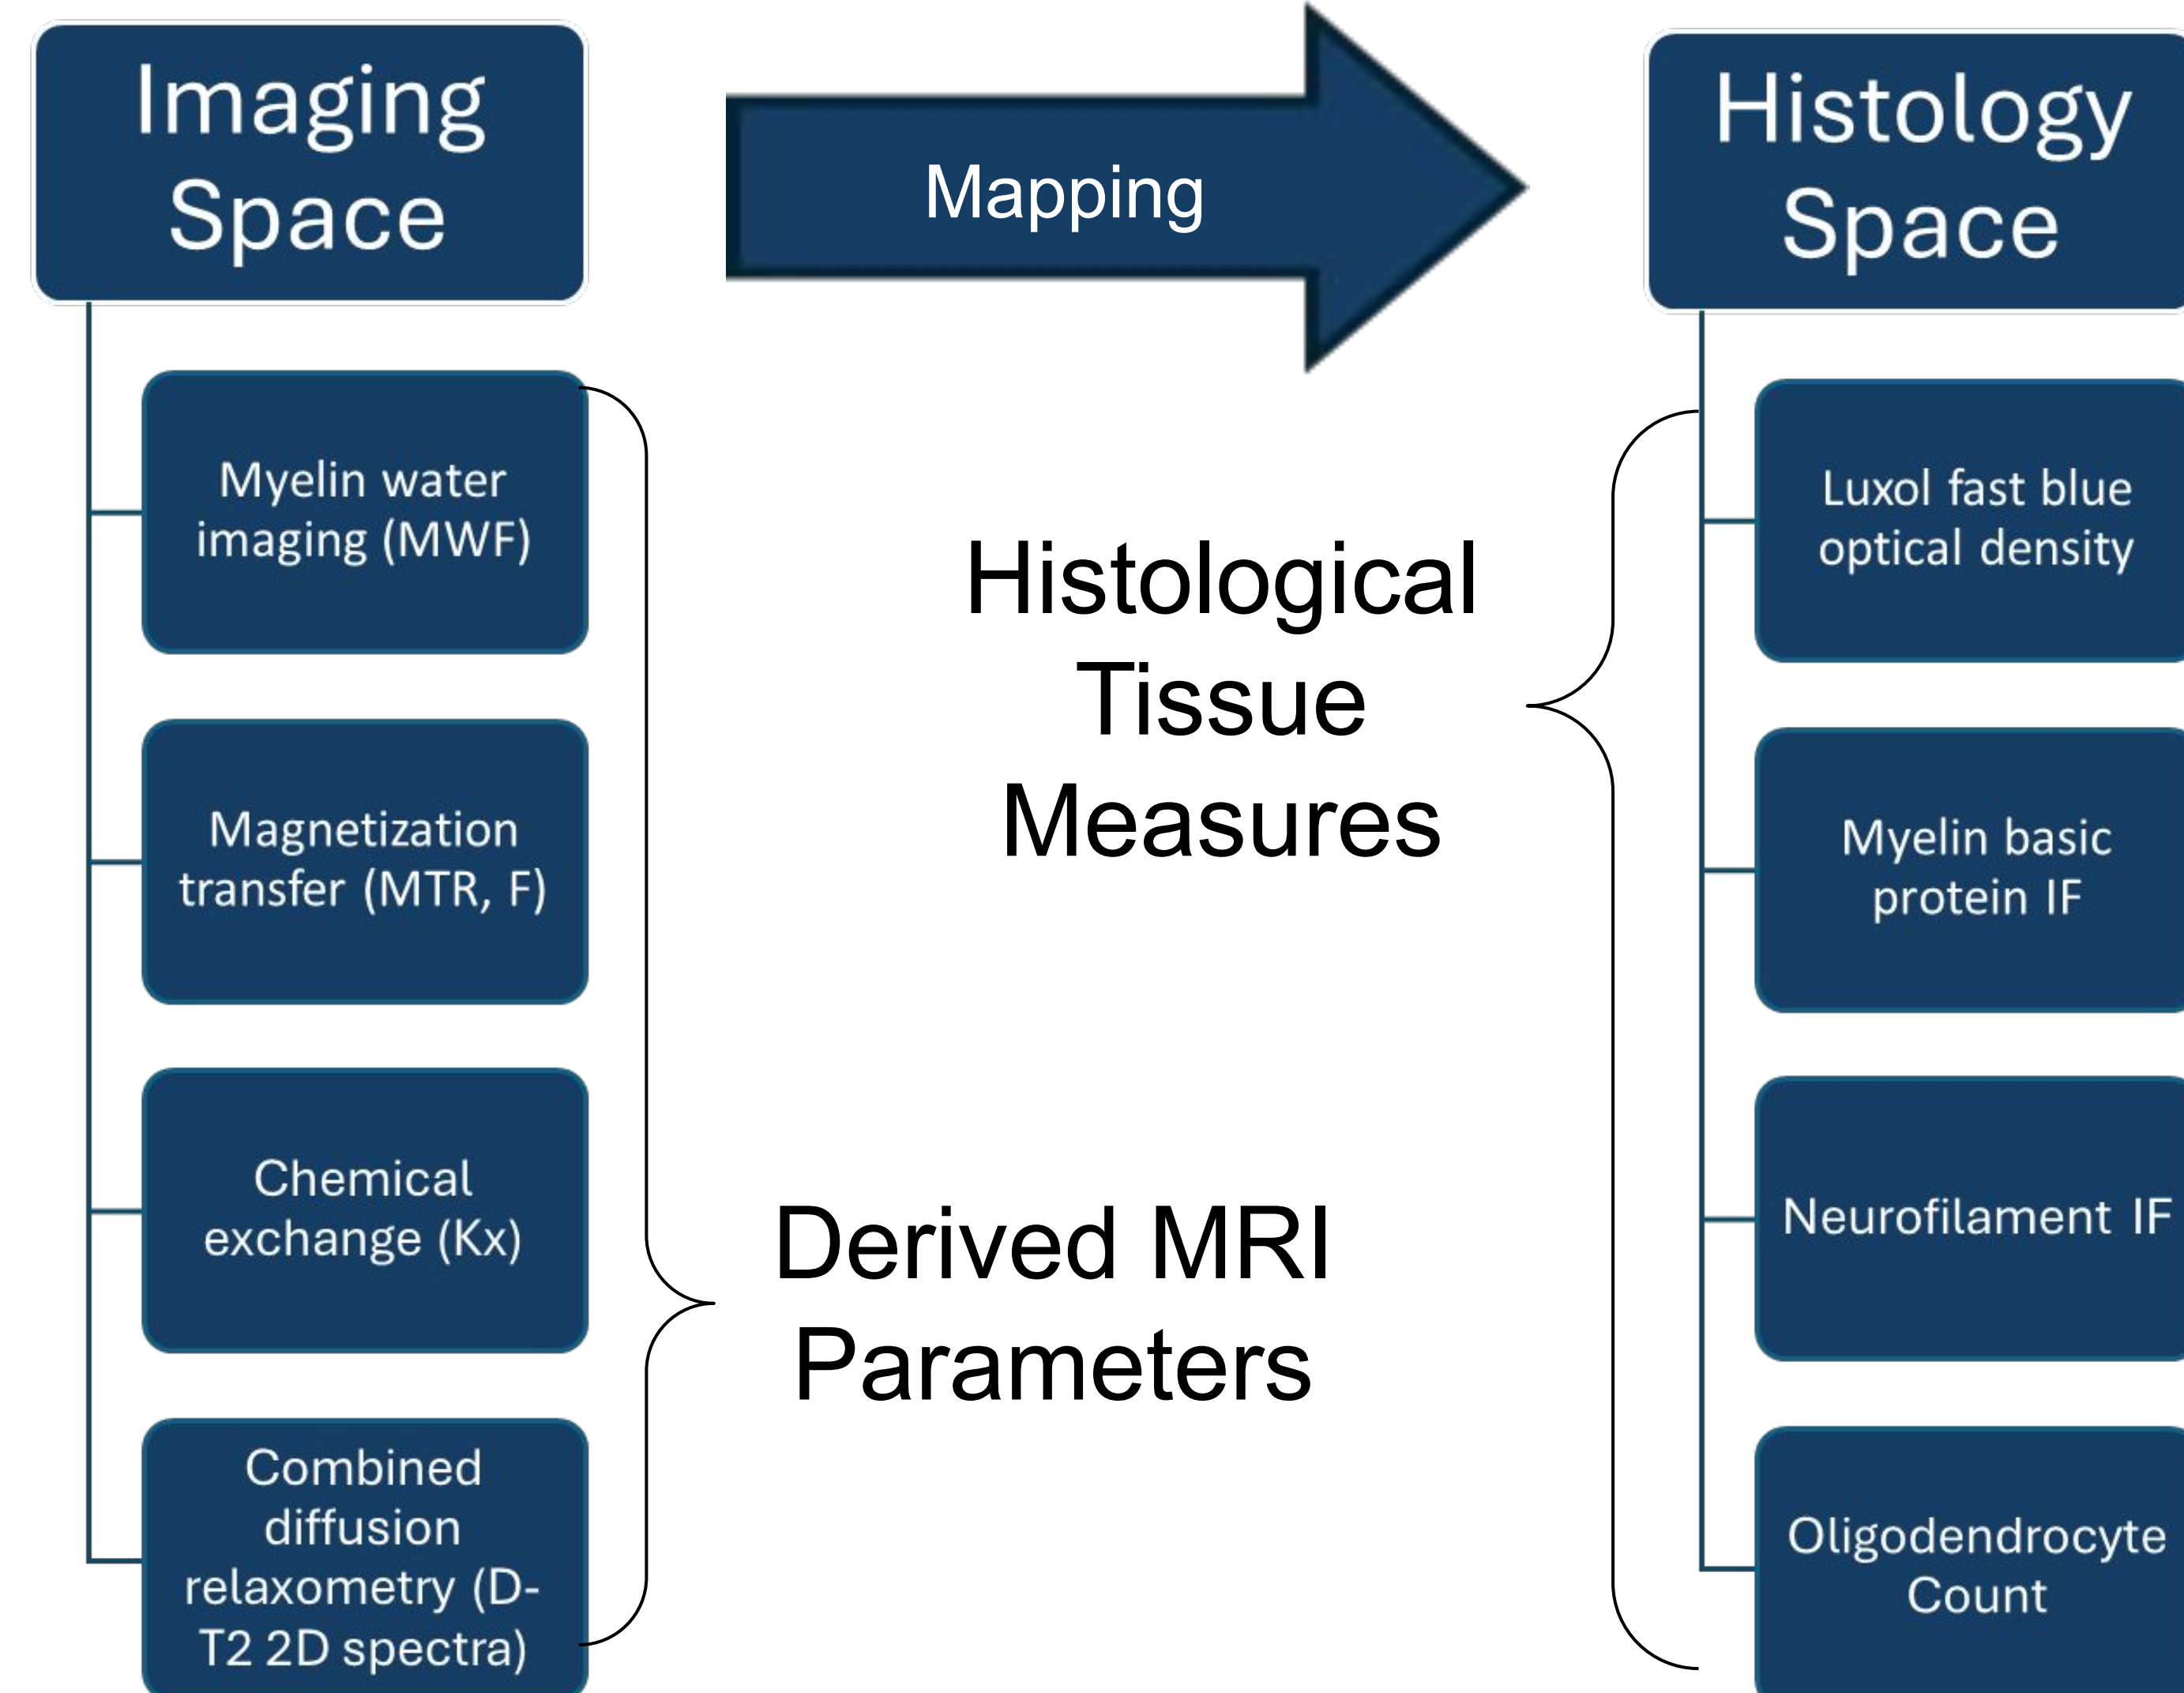 Imaging
Space
Mapping
Histology
Space
Myelin water
imaging (MWF)
Magnetization
transfer (MTR, F)
Chemical
exchange (Kx)
Combined
diffusion
relaxometry (D-
T2 2D spectra)
Derived MRI
Parameters
Histological
Tissue
Measures
Luxol fast blue
optical density
Myelin basic
protein IF
Neurofilament IF
Oligodendrocyte
Count